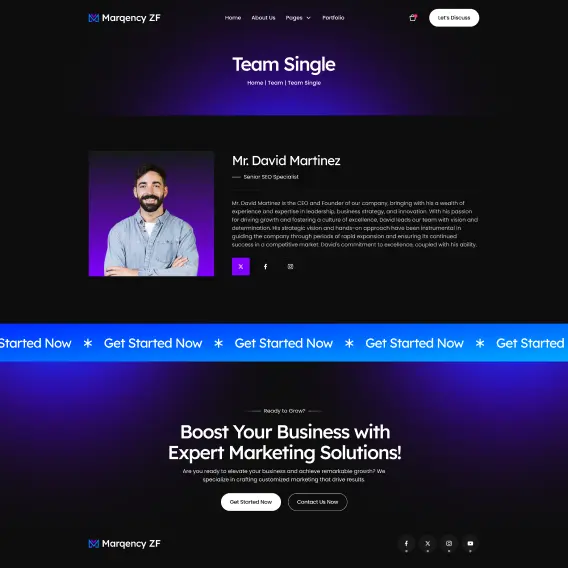 Marqency ZF
Home About Us Pages Portfolio
Let's Discuss
Team Single
Home | Team | Team Single
Mr. David Martinez
Senior SEO Specialist
Mr. David Martinez is the CEO and Founder of our company, bringing with his a wealth of
experience and expertise in leadership, business strategy, and innovation. With his passion
for driving growth and fostering a culture of excellence, David leads our team with vision and
determination. His strategic vision and hands-on approach have been instrumental in
guiding the company through periods of rapid expansion and ensuring its continued
success in a competitive market. David's commitment to excellence, coupled with his ability,
Started Now * Get Started Now * Get Started Now * Get Started Now * Get Started
Ready to Grow?
Boost Your Business with
Expert Marketing Solutions!
Are you ready to elevate your business and achieve remarkable growth? We
specialize in crafting customized marketing that drive results.
Get Started Now
Contact Us Now
Marqency ZF